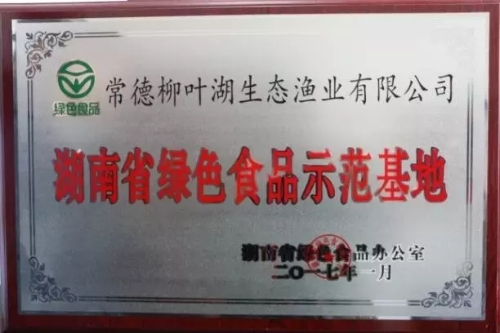 绿色食品
常德柳叶湖生态渔业有限公司
湖南省绿色食品示范基地
湖南省绿色食品办公室
二〇一七年一月